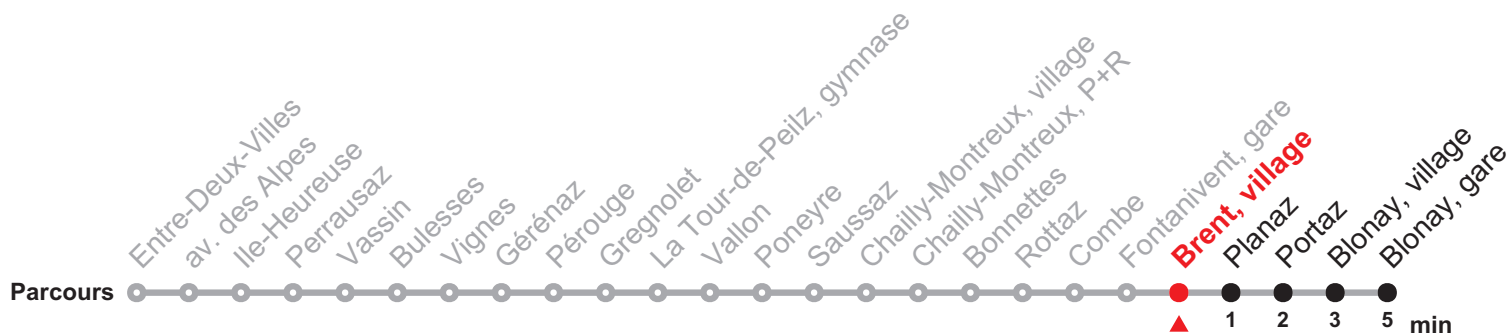 Entre-Deux-Villes
av. des Alpes
Ile-Heureuse
Perrausaz
Vassin
Bulesses
Vignes
Gérénaz
Pérouge
Gregnolet
La Tour-de-Peilz, gymnase
Vallon
Poneyre
Saussaz
Chailly-Montreux, village
Chailly-Montreux, P+R
Bonnettes
Rottaz
Combe
Fontanivent, gare
Brent, village
Planaz
Portaz
Blonay, village
Blonay, gare
Parcours
1 2 3 5 min